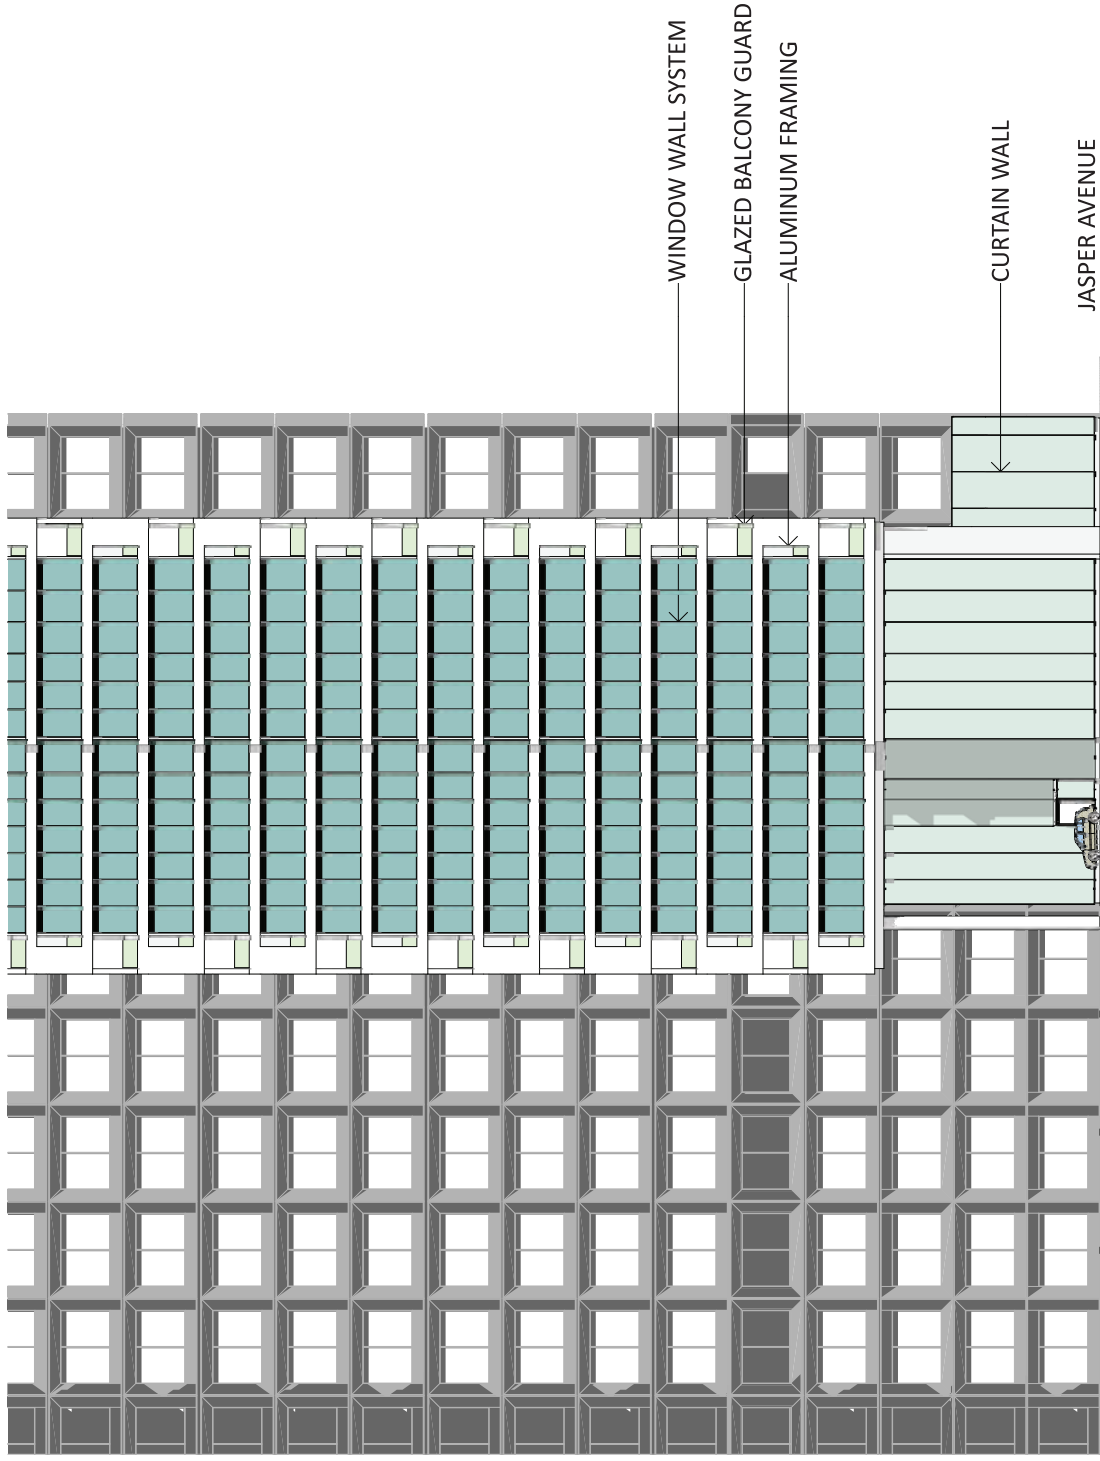 WINDOW WALL SYSTEM
GLAZED BALCONY GUARD
ALUMINUM FRAMING
CURTAIN WALL
JASPER AVENUE